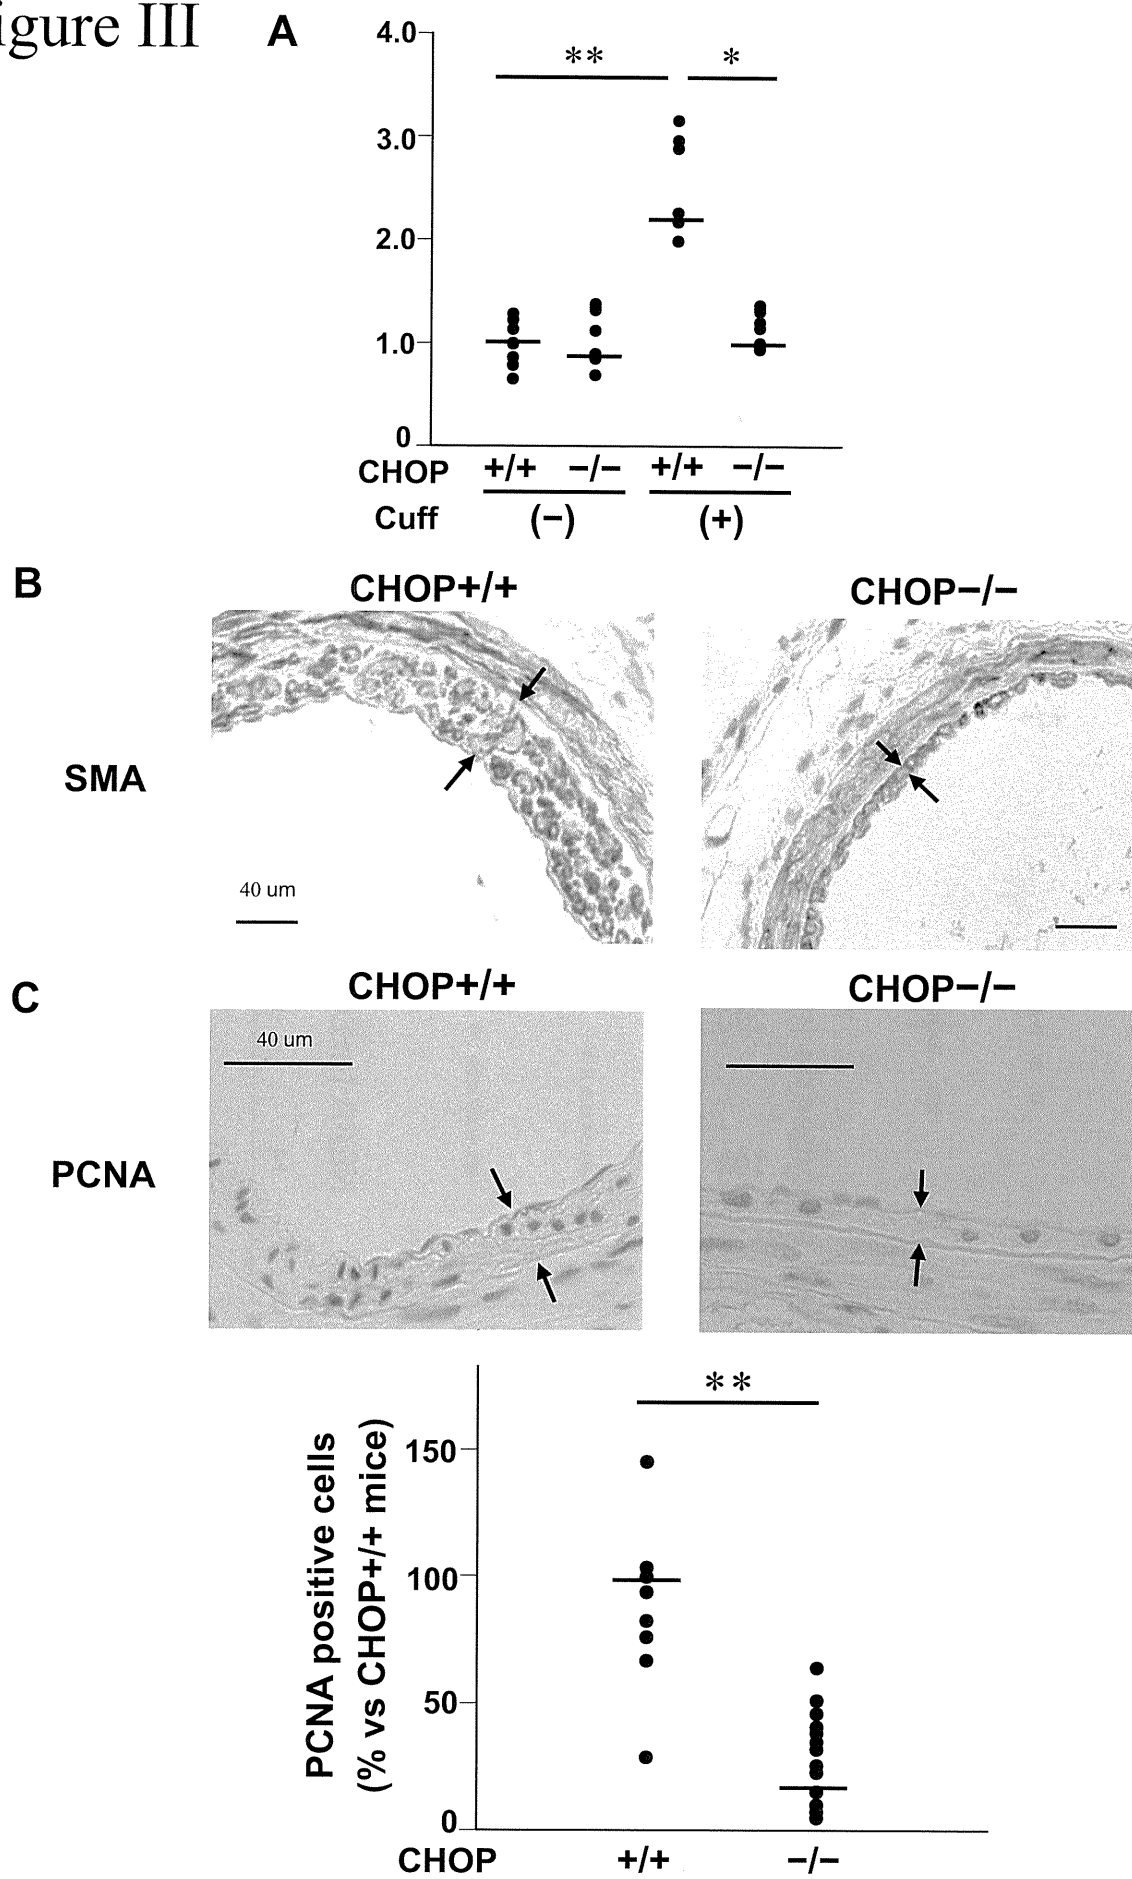 igure III
A
4.0
3.0
2.0
1.0
0
** *
CHOP +/+ −/− +/+ −/−
Cuff (−) (+)
B
CHOP+/+ CHOP−/−
SMA
40 um
C
CHOP+/+ CHOP−/−
40 um
PCNA
**
PCNA positive cells
(% vs CHOP+/+ mice)
150
100
50
0
CHOP +/+ −/−